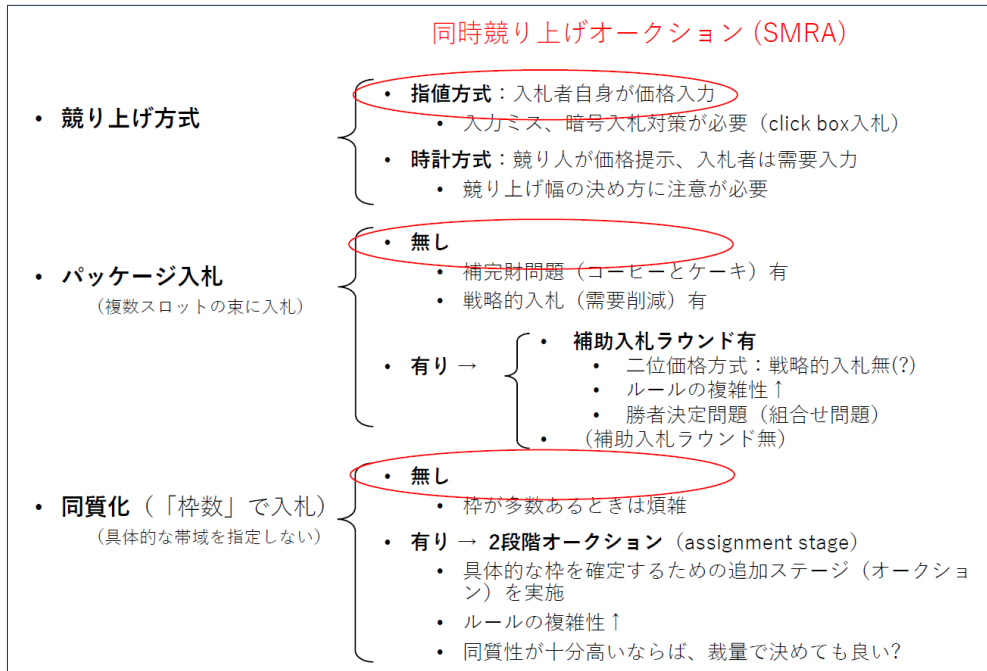 同時競り上げオークション (SMRA)
• 競り上げ方式
• 指値方式：入札者自身が価格入力
• 入力ミス、暗号入札対策が必要（click box入札）
• 時計方式：競り人が価格提示、入札者は需要入力
• 競り上げ幅の決め方に注意が必要
• パッケージ入札
（複数スロットの束に入札）
• 無し
• 補完財問題（コーヒーとケーキ）有
• 戦略的入札（需要削減）有
• 有り →
• 補助入札ラウンド有
• 二位価格方式：戦略的入札無(?)
• ルールの複雑性↑
• 勝者決定問題（組合せ問題）
• （補助入札ラウンド無）
• 同質化（「枠数」で入札）
（具体的な帯域を指定しない）
• 無し
• 枠が多数あるときは煩雑
• 有り → 2段階オークション（assignment stage）
• 具体的な枠を確定するための追加ステージ（オークショ
ン）を実施
• ルールの複雑性↑
• 同質性が十分高いならば、裁量で決めても良い?